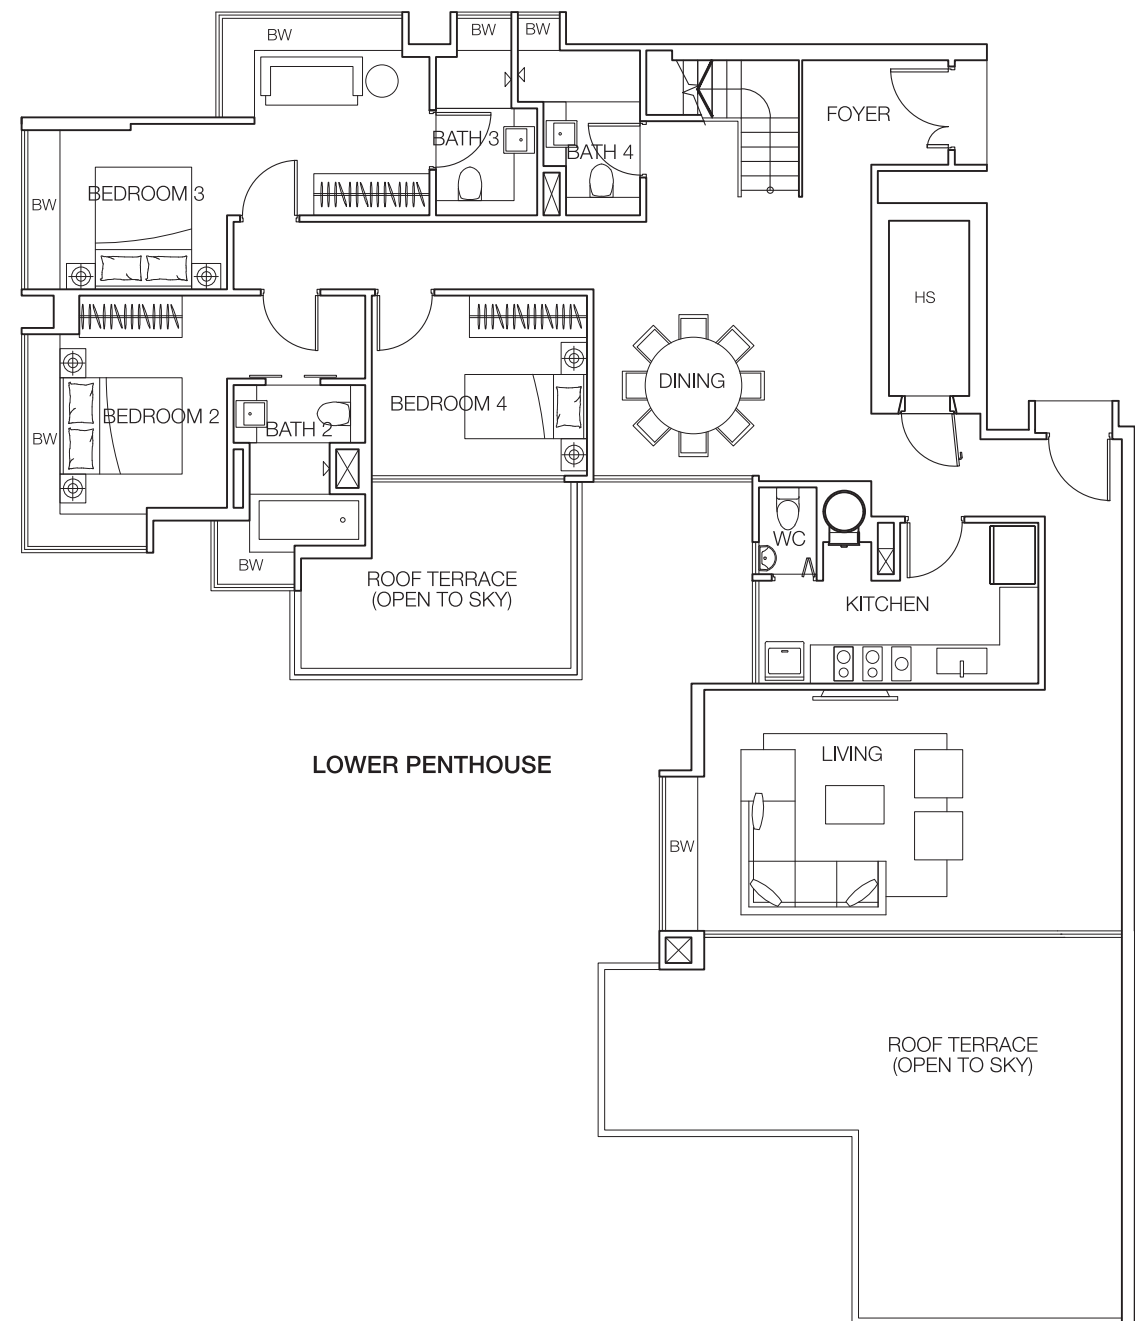 BW
BW
BW
FOYER
BATH 3
BATH 4
BEDROOM 3
BW
HS
DINING
BEDROOM 4
BEDROOM 2
BATH 2
BW
WC
BW
ROOF TERRACE
(OPEN TO SKY)
KITCHEN
LIVING
LOWER PENTHOUSE
BW
ROOF TERRACE
(OPEN TO SKY)